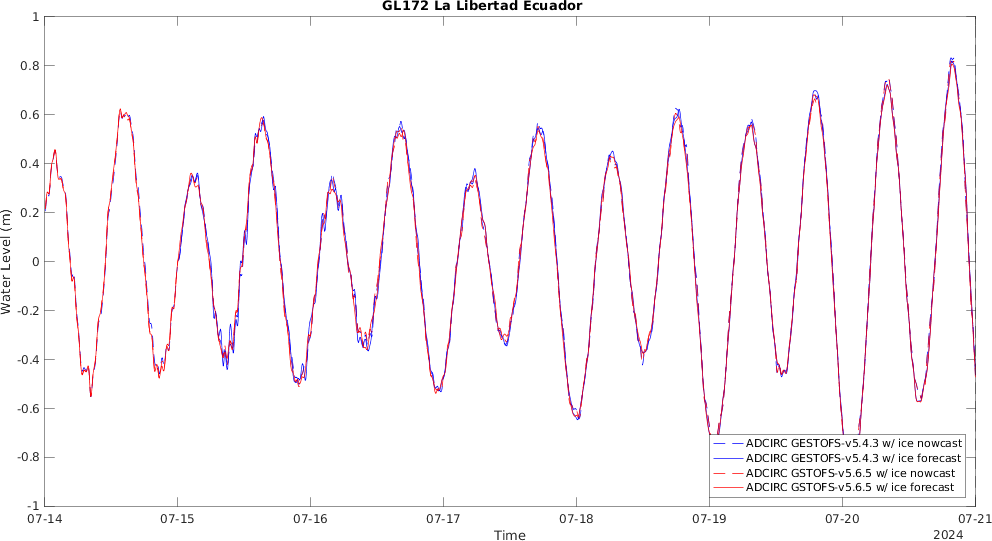 GL172 La Libertad Ecuador
1
0.8
0.6
0.4
0.2
0
-0.2
-0.4
-0.6
-0.8
-1
Water Level (m)
ADCIRC GESTOFS-v5.4.3 w/ ice nowcast
ADCIRC GESTOFS-v5.4.3 w/ ice forecast
ADCIRC GSTOFS-v5.6.5 w/ ice nowcast
ADCIRC GSTOFS-v5.6.5 w/ ice forecast
07-14 07-15 07-16 07-17 07-18 07-19 07-20 07-21
Time
2024